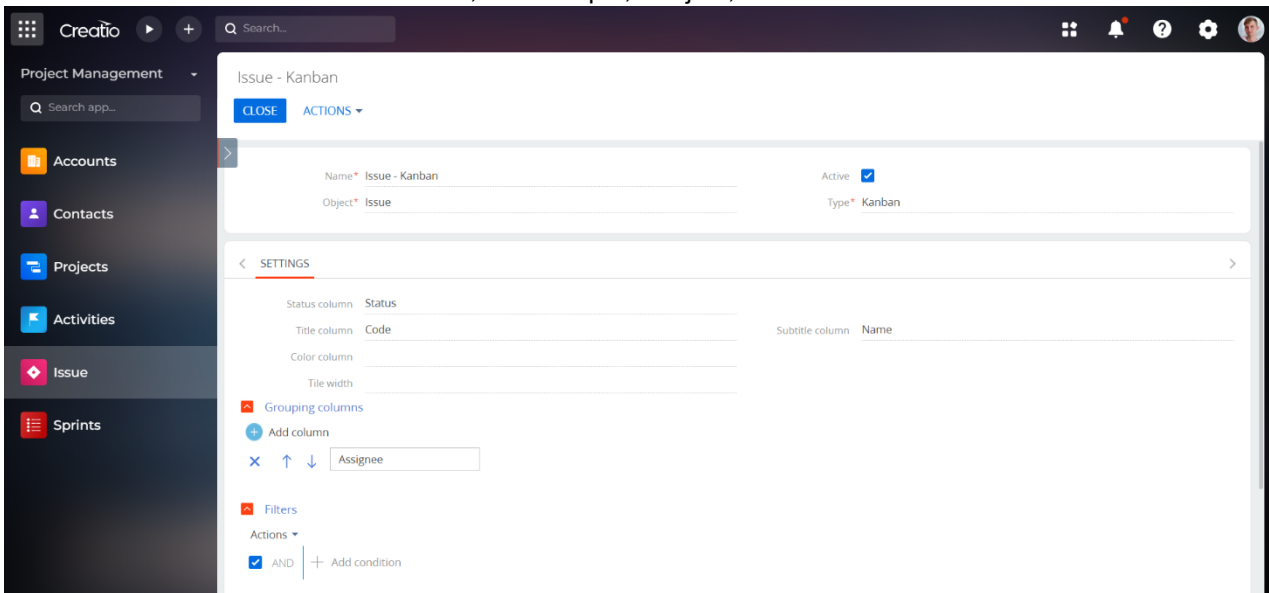 Creatio
Search...
Project Management
Search app...
Accounts
Contacts
Projects
Activities
Issue
Sprints
Issue - Kanban
CLOSE ACTIONS
Name* Issue - Kanban Active
Object* Issue Type* Kanban
SETTINGS
Status column Status
Title column Code Subtitle column Name
Color column
Tile width
Grouping columns
Add column
Assignee
Filters
Actions
AND Add condition